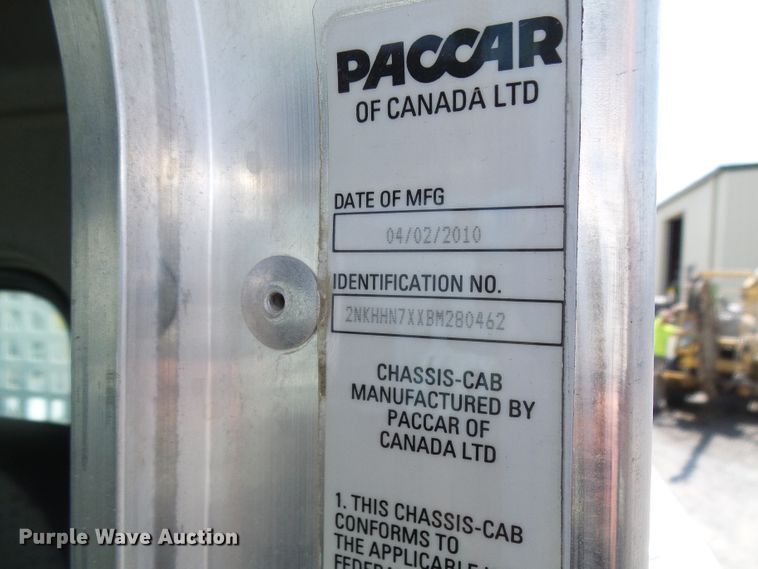 PACCAR
OF CANADA LTD
DATE OF MFG
04/02/2010
IDENTIFICATION NO.
2NKHHN7XXBM280462
CHASSIS-CAB
MANUFACTURED BY
PACCAR OF
CANADA LTD
1. THIS CHASSIS-CAB
CONFORMS TO
THE APPLICABLE
Purple Wave Auction